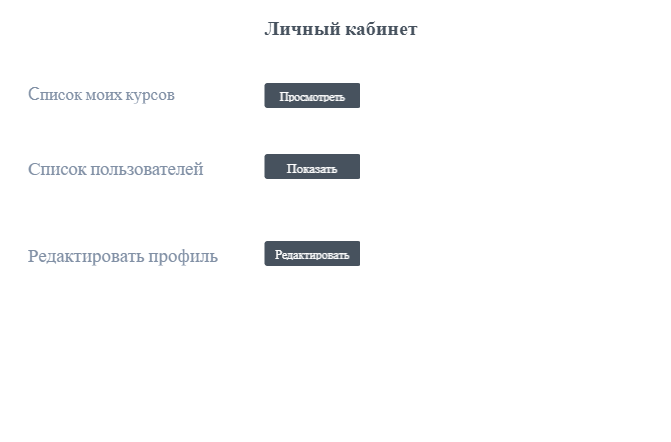 Личный кабинет
Список моих курсов
Просмотреть
Список пользователей
Показать
Редактировать профиль
Редактировать